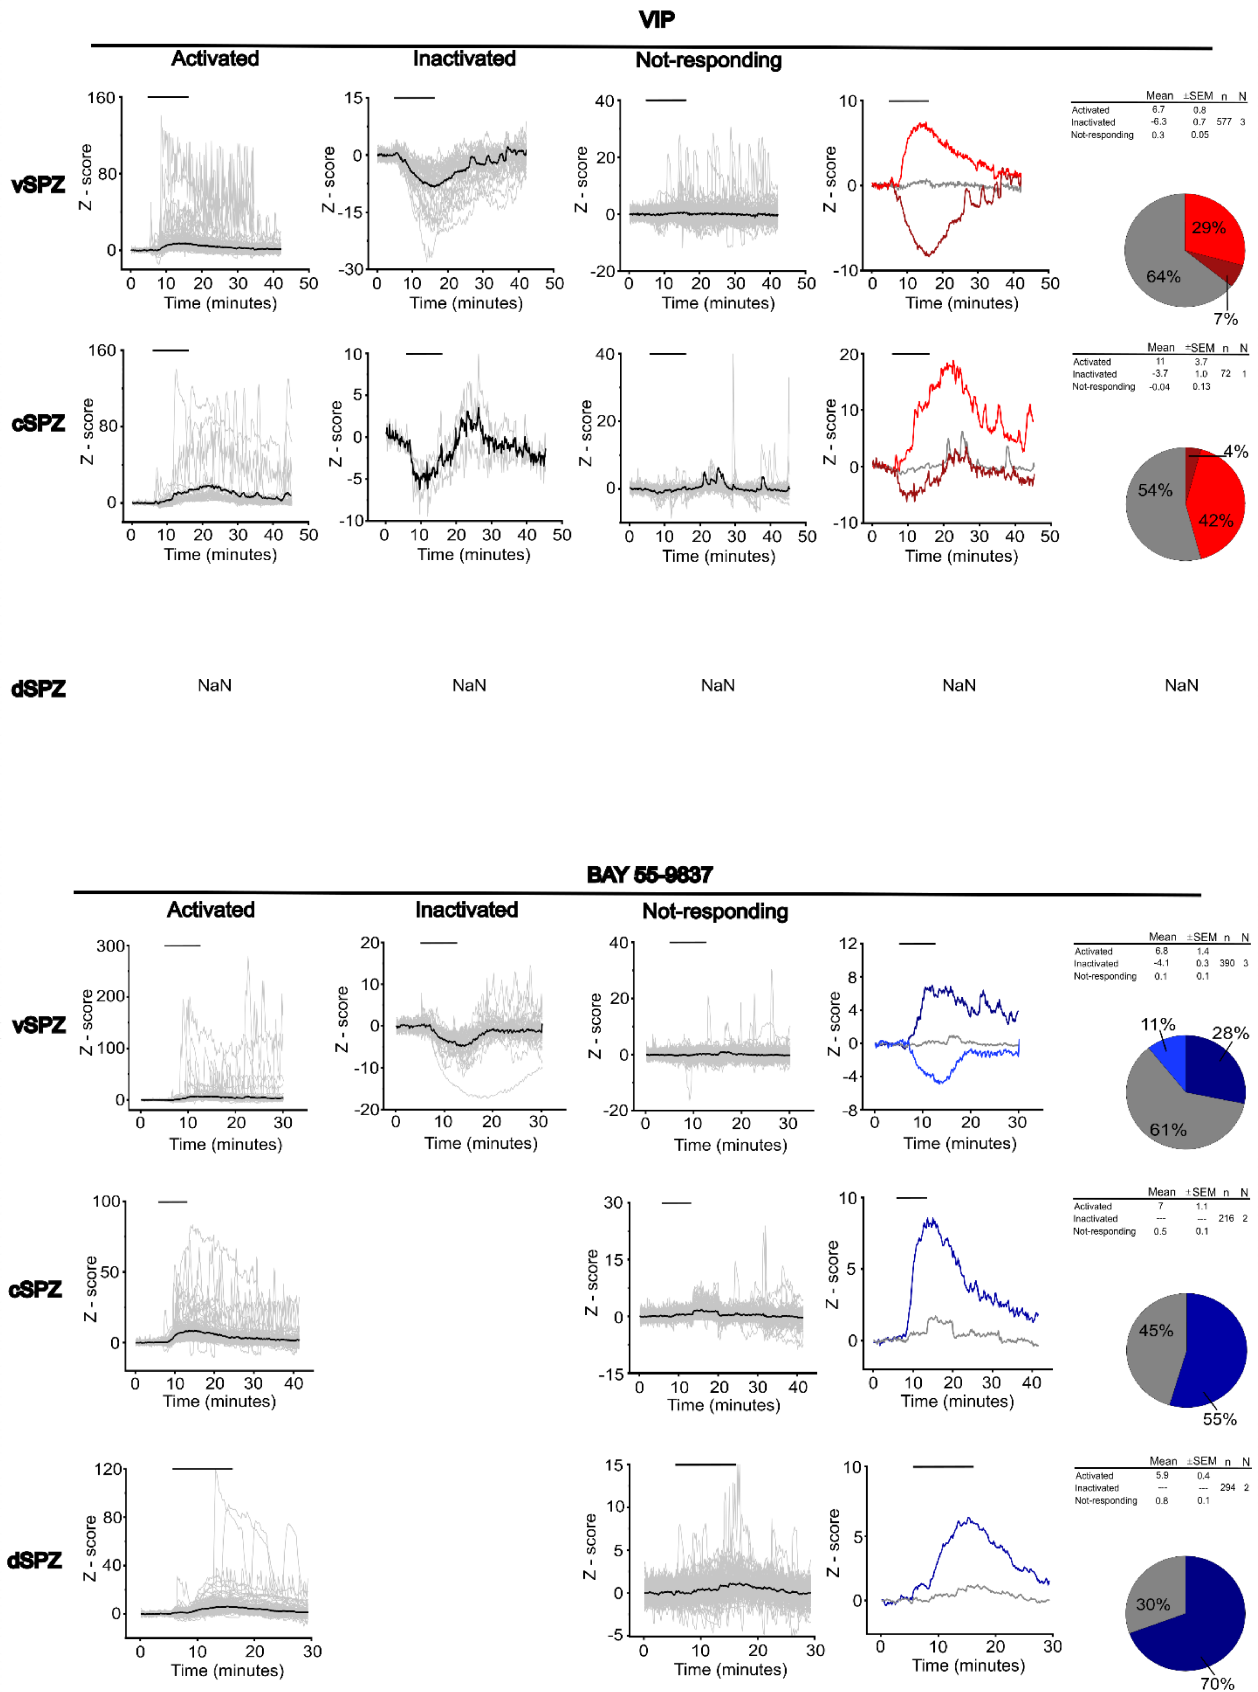 VIP
Activated Inactivated Not-responding
vSPZ
Z - score
160
80
0
0 10 20 30 40 50
Time (minutes)
Z - score
15
0
-15
-30
0 10 20 30 40 50
Time (minutes)
Z - score
40
20
0
-20
0 10 20 30 40 50
Time (minutes)
Z - score
10
0
-10
0 10 20 30 40 50
Time (minutes)
Mean ±SEM n N
Activated 6.7 0.8
Inactivated -6.3 0.7 577 3
Not-responding 0.3 0.05
29%
64%
7%
cSPZ
Z - score
160
80
0
0 10 20 30 40 50
Time (minutes)
Z - score
10
5
0
-5
-10
0 10 20 30 40 50
Time (minutes)
Z - score
40
20
0
-10
0 10 20 30 40 50
Time (minutes)
Z - score
20
10
0
-10
0 10 20 30 40 50
Time (minutes)
Mean ±SEM n N
Activated 11 3.7
Inactivated -3.7 1.0 72 1
Not-responding -0.04 0.13
4%
54%
42%
dSPZ
NaN NaN NaN NaN NaN
BAY 55-9837
Activated Inactivated Not-responding
vSPZ
Z - score
300
200
100
0
0 10 20 30
Time (minutes)
Z - score
20
10
0
-10
-20
0 10 20 30
Time (minutes)
Z - score
40
20
0
-20
0 10 20 30
Time (minutes)
Z - score
12
8
4
0
-4
-8
0 10 20 30
Time (minutes)
Mean ±SEM n N
Activated 6.8 1.4
Inactivated -4.1 0.3 390 3
Not-responding 0.1 0.1
11%
28%
61%
cSPZ
Z - score
100
50
0
0 10 20 30 40
Time (minutes)
Z - score
30
15
0
-15
0 10 20 30 40
Time (minutes)
Z - score
10
5
0
0 10 20 30 40
Time (minutes)
Mean ±SEM n N
Activated 7 1.1
Inactivated --- --- 216 2
Not-responding 0.5 0.1
45%
55%
dSPZ
Z - score
120
80
40
0
0 10 20 30
Time (minutes)
Z - score
15
10
5
0
-5
0 10 20 30
Time (minutes)
Z - score
10
5
0
0 10 20 30
Time (minutes)
Mean ±SEM n N
Activated 5.9 0.4
Inactivated --- --- 294 2
Not-responding 0.8 0.1
30%
70%